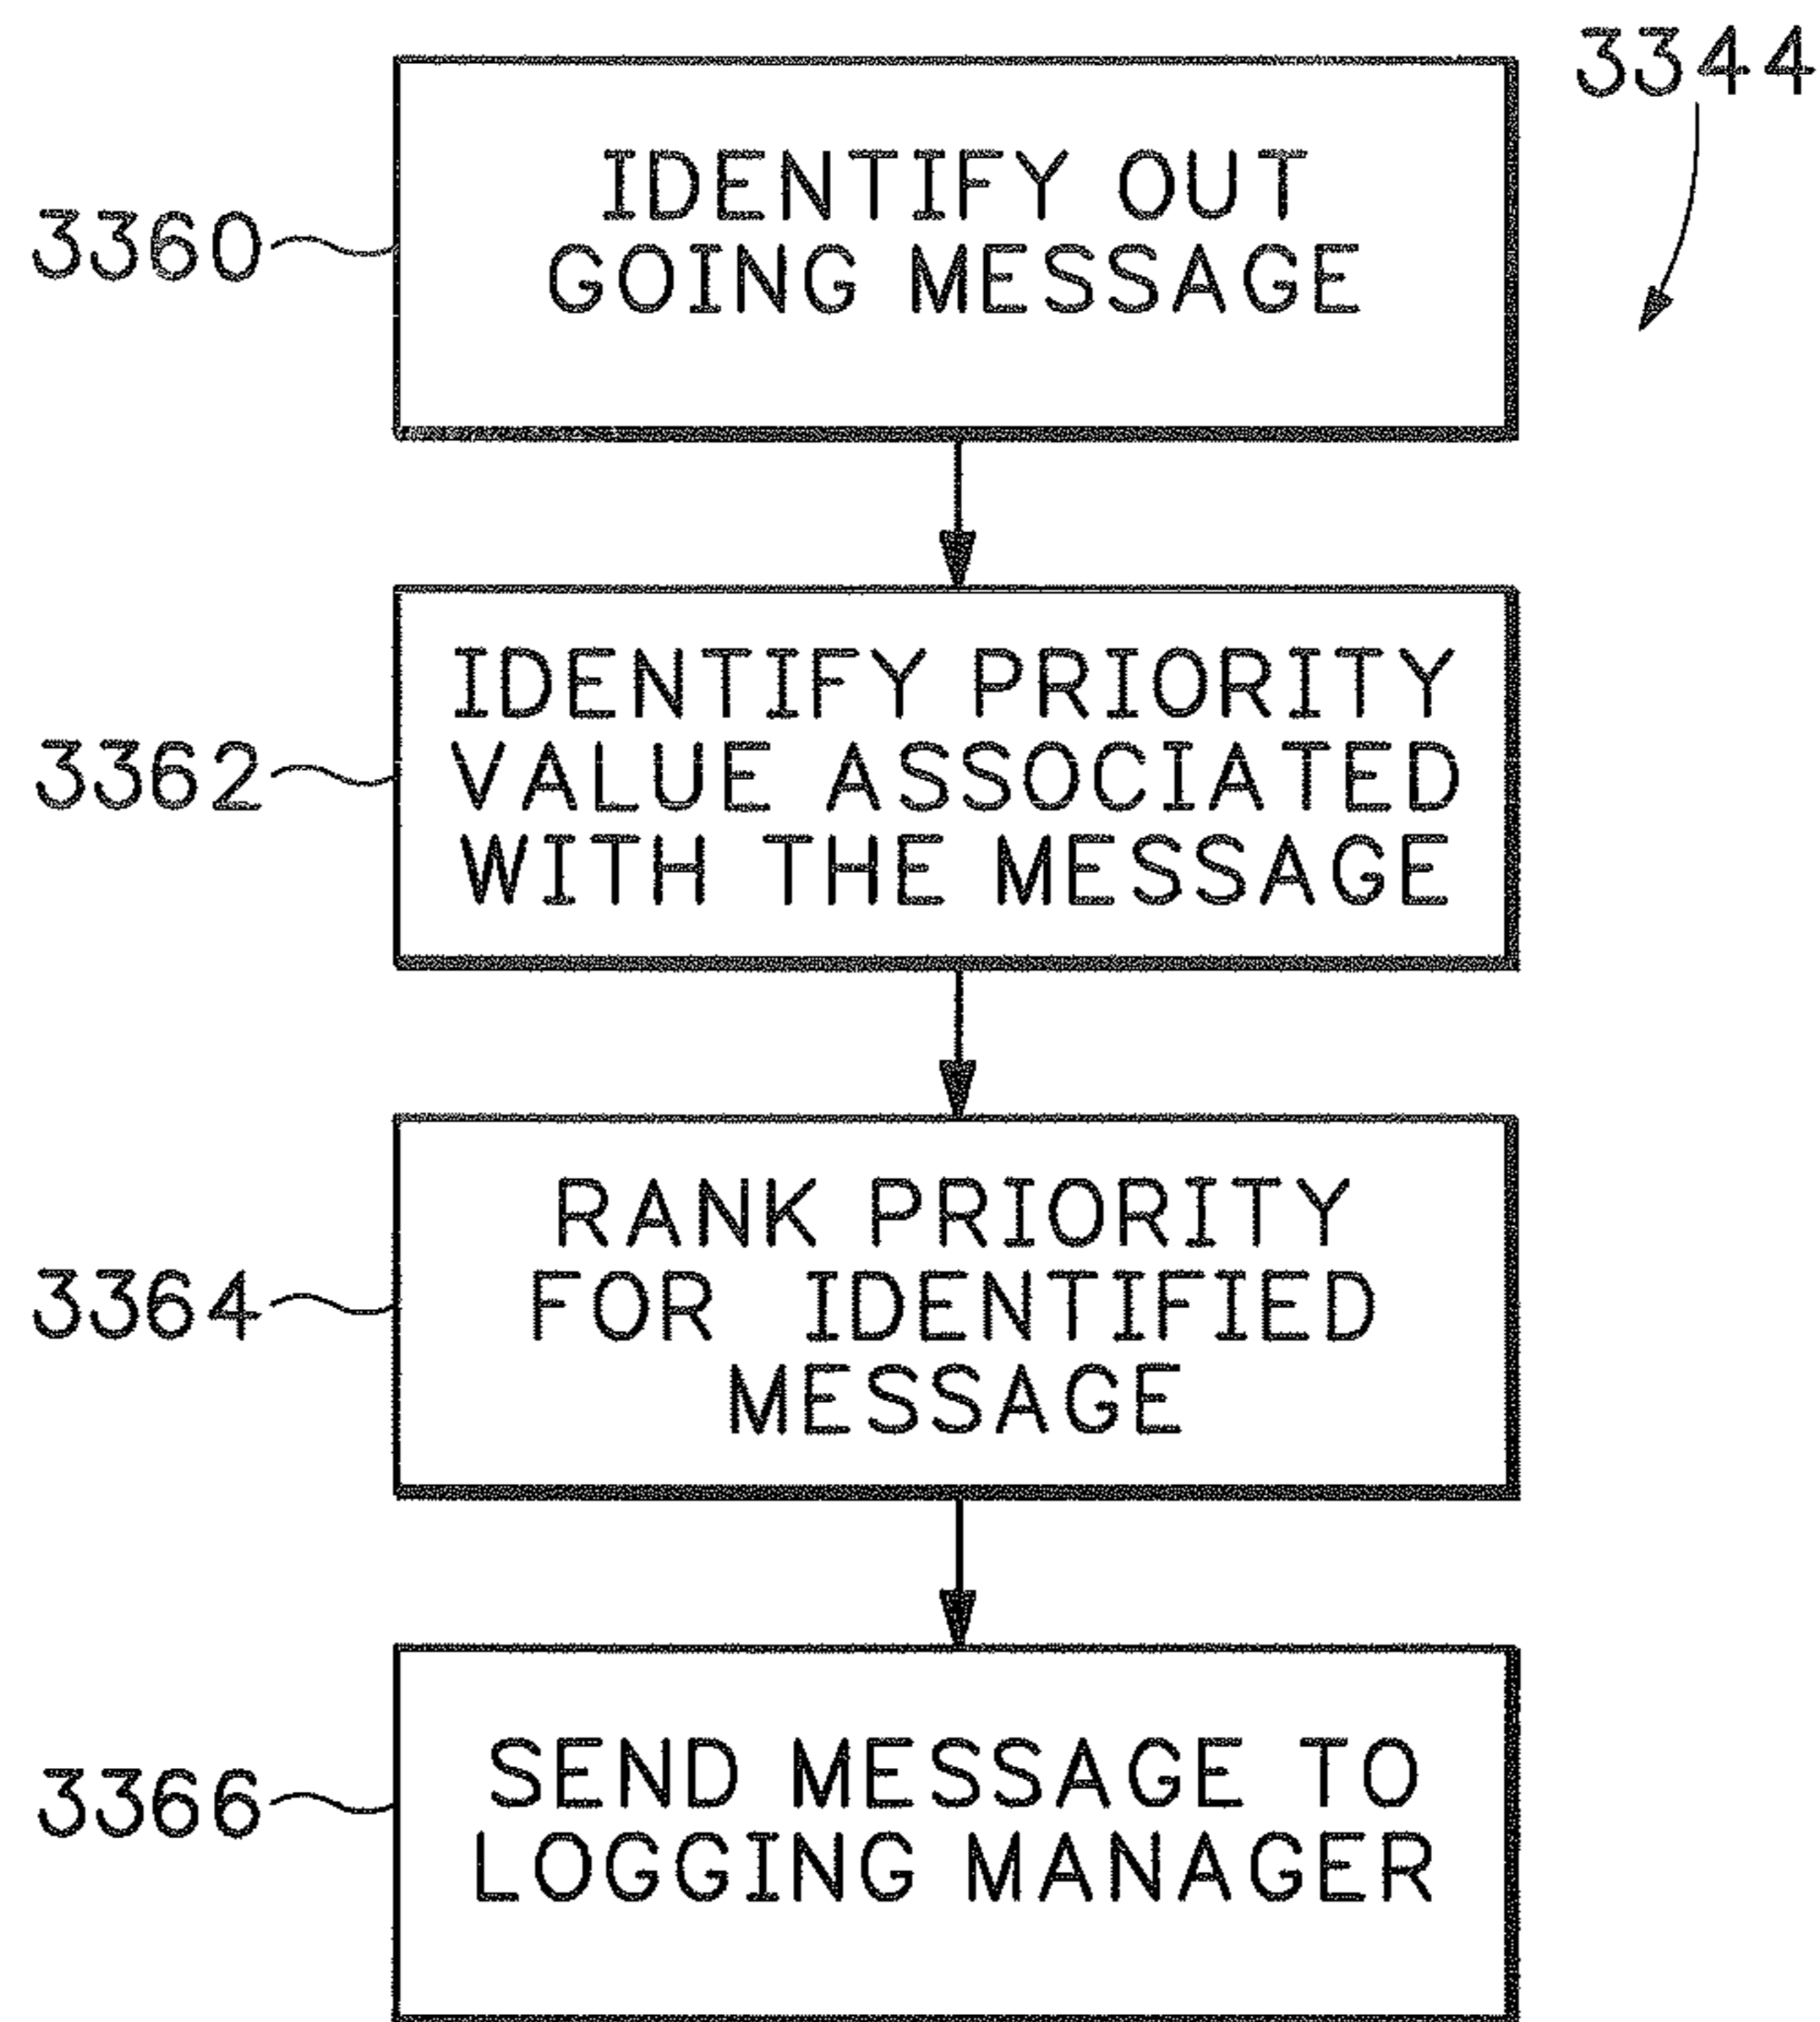 3344
IDENTIFY OUT
GOING MESSAGE
3360
IDENTIFY PRIORITY
VALUE ASSOCIATED
WITH THE MESSAGE
3362
RANK PRIORITY
FOR IDENTIFIED
MESSAGE
3364
SEND MESSAGE TO
LOGGING MANAGER
3366